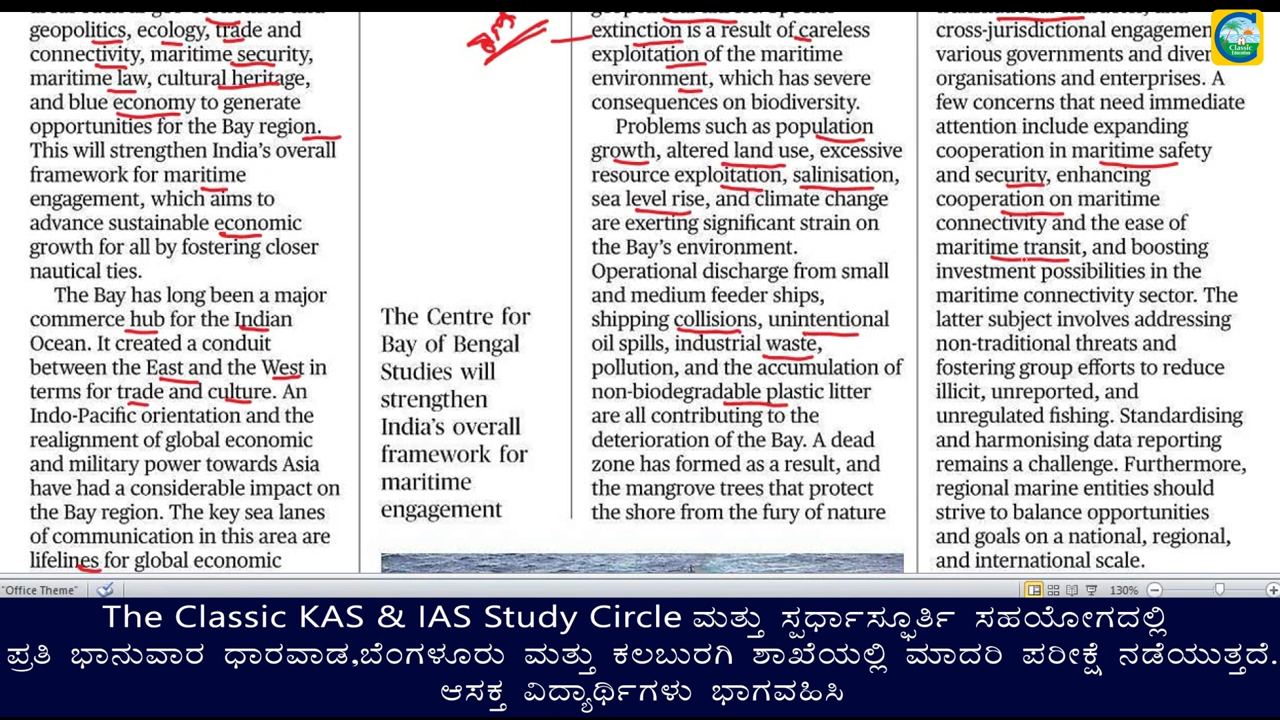 geopolitics, ecology, trade and
connectivity, maritime security,
maritime law, cultural heritage,
and blue economy to generate
opportunities for the Bay region.
This will strengthen India's overall
framework for maritime
engagement, which aims to
advance sustainable economic
growth for all by fostering closer
nautical ties.
The Bay has long been a major
commerce hub for the Indian
Ocean. It created a conduit
between the East and the West in
terms for trade and culture. An
Indo-Pacific orientation and the
realignment of global economic
and military power towards Asia
have had a considerable impact on
the Bay region. The key sea lanes
of communication in this area are
lifelines for global economic
The Centre for
Bay of Bengal
Studies will
strengthen
India's overall
framework for
maritime
engagement
extinction is a result of careless
exploitation of the maritime
environment, which has severe
consequences on biodiversity.
Problems such as population
growth, altered land use, excessive
resource exploitation, salinisation,
sea level rise, and climate change
are exerting significant strain on
the Bay's environment.
Operational discharge from small
and medium feeder ships,
shipping collisions, unintentional
oil spills, industrial waste,
pollution, and the accumulation of
non-biodegradable plastic litter
are all contributing to the
deterioration of the Bay. A dead
zone has formed as a result, and
the mangrove trees that protect
the shore from the fury of nature
cross-jurisdictional engagement
various governments and
organisations and enterprises. A
few concerns that need immediate
attention include expanding
cooperation in maritime safety
and security, enhancing
cooperation on maritime
connectivity and the ease of
maritime transit, and boosting
investment possibilities in the
maritime connectivity sector. The
latter subject involves addressing
non-traditional threats and
fostering group efforts to reduce
illicit, unreported, and
unregulated fishing. Standardising
and harmonising data reporting
remains a challenge. Furthermore,
regional marine entities should
strive to balance opportunities
and goals on a national, regional,
and international scale.
Classic
Education
"Office Theme"
130%
The Classic KAS & IAS Study Circle ಮತ್ತು ಸ್ಪರ್ಧಾಸ್ಫೂರ್ತಿ ಸಹಯೋಗದಲ್ಲಿ
ಪ್ರತಿ ಭಾನುವಾರ ಧಾರವಾಡ,ಬೆಂಗಳೂರು ಮತ್ತು ಕಲಬುರಗಿ ಶಾಖೆಯಲ್ಲಿ ಮಾದರಿ ಪರೀಕ್ಷೆ ನಡೆಯುತ್ತದೆ.
ಆಸಕ್ತ ವಿದ್ಯಾರ್ಥಿಗಳು ಭಾಗವಹಿಸಿ